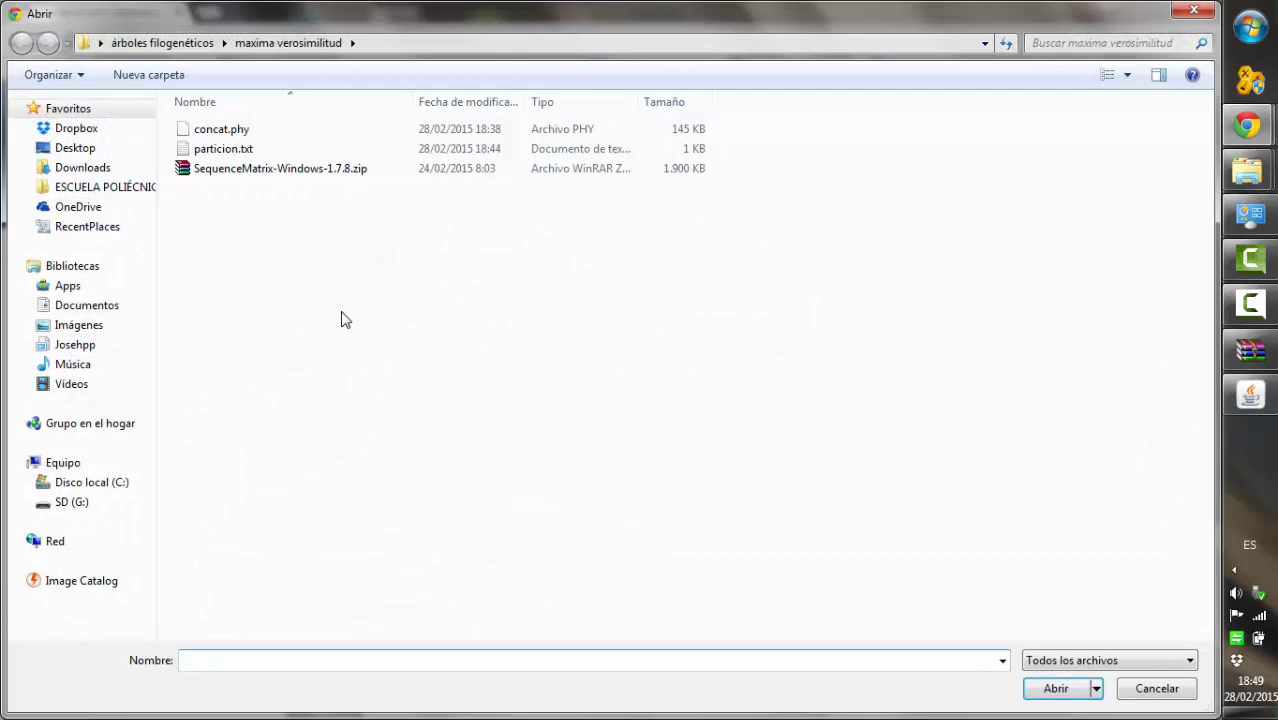 Abrir
árboles filogenéticos
maxima verosimilitud
Buscar maxima verosimilitud
Organizar
Nueva carpeta
Nombre Fecha de modifica... Tipo Tamaño
Favoritos
Dropbox
Desktop
Downloads
ESCUELA POLIÉCNIC
OneDrive
RecentPlaces
Bibliotecas
Apps
Documentos
Imágenes
Josehpp
Música
Vídeos
Grupo en el hogar
Equipo
Disco local (C:)
SD (G:)
Red
Image Catalog
concat.phy 28/02/2015 18:38 Archivo PHY 145 KB
particion.txt 28/02/2015 18:44 Documento de tex... 1 KB
SequenceMatrix-Windows-1.7.8.zip 24/02/2015 8:03 Archivo WinRAR Z... 1.900 KB
Nombre:
Todos los archivos
Abrir
Cancelar
ES
18:49
28/02/2015